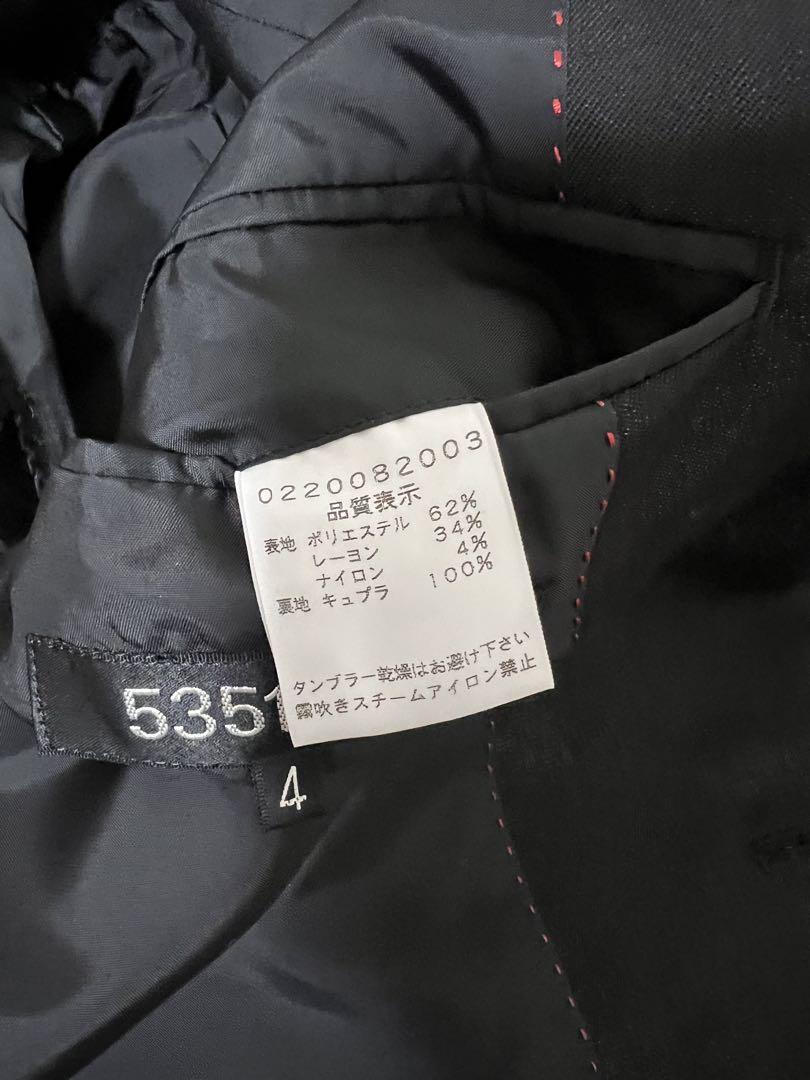 0220082003
品質表示
表地 ポリエステル 62%
レーヨン 34%
ナイロン 4%
裏地 キュプラ 100%
タンブラー乾燥はお避け下さい
霧吹きスチームアイロン禁止
5351
4